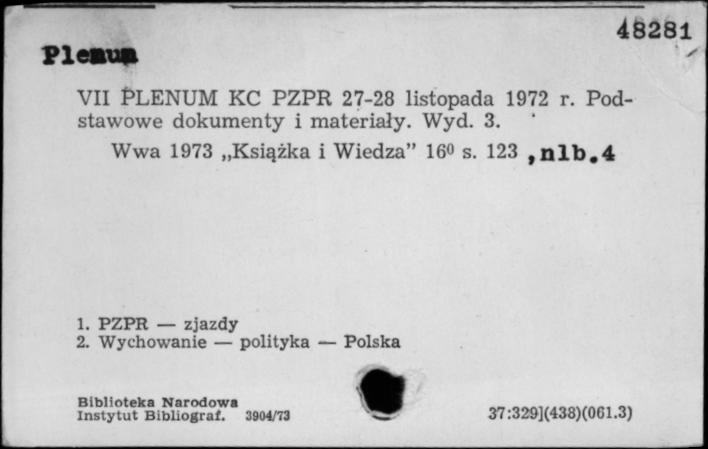 48281
Plenum
VII PLENUM KC PZPR 27-28 listopada 1972 r. Pod-
stawowe dokumenty i materiały. Wyd. 3.
Wwa 1973 „Książka i Wiedza” 16⁰ s. 123 ,nlb.4
1. PZPR — zjazdy
2. Wychowanie — polityka — Polska
Biblioteka Narodowa
Instytut Bibliograf. 3904/73
37:329](438)(061.3)